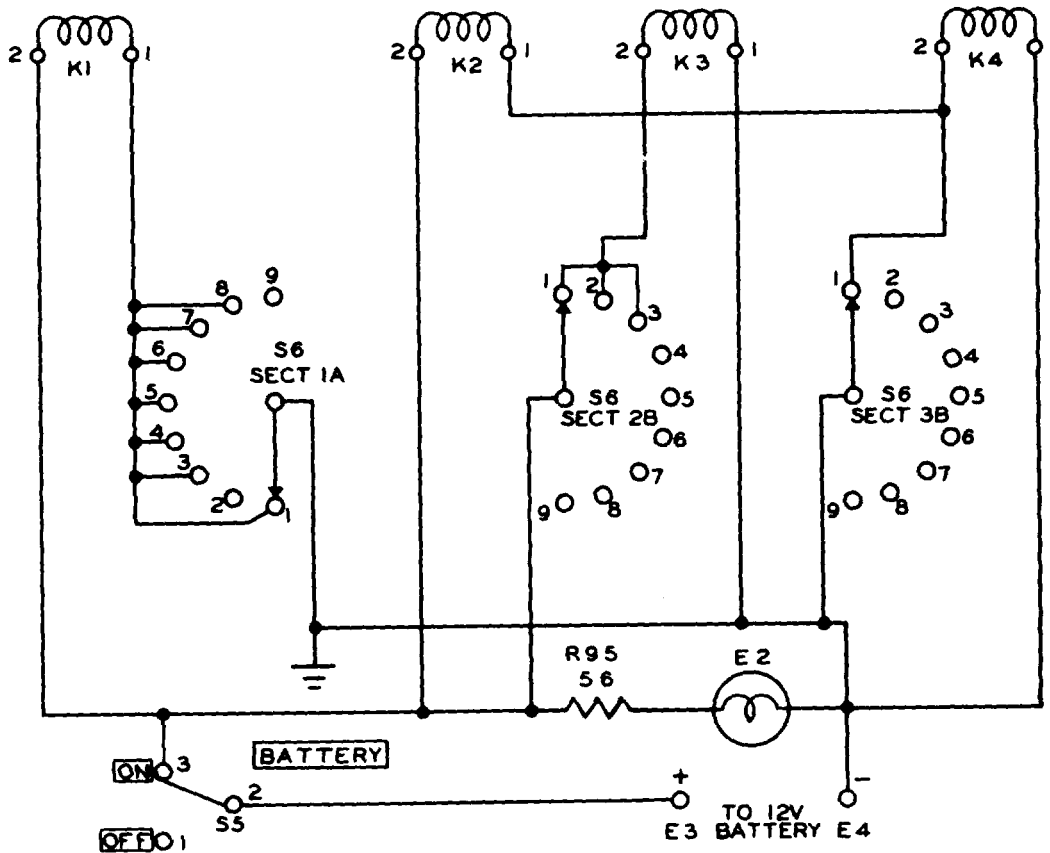 2 K1 1
2 K2 1
2 K3 1
2 K4
9
8
7
6
5
4
3
2
1
S6
SECT 1A
1
2
3
4
5
6
7
8
9
S6
SECT 2B
1
2
3
4
5
6
7
8
9
S6
SECT 3B
R95
56
E2
BATTERY
ON 3
2
S5
OFF 1
+
-
TO 12V
E3 BATTERY E4